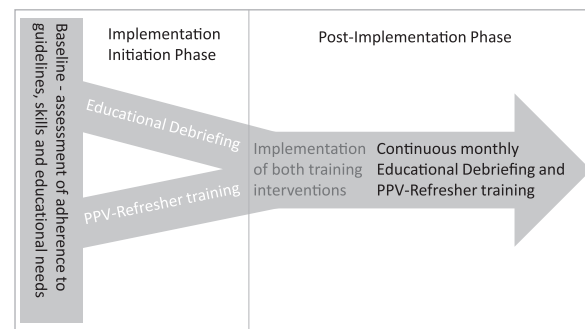 Baseline - assessment of adherence to
guidelines, skills and educational needs
Implementation
Initiation Phase
Educational Debriefing
PPV-Refresher training
Post-Implementation Phase
Implementation
of both training
interventions
Continuous monthly
Educational Debriefing and
PPV-Refresher training